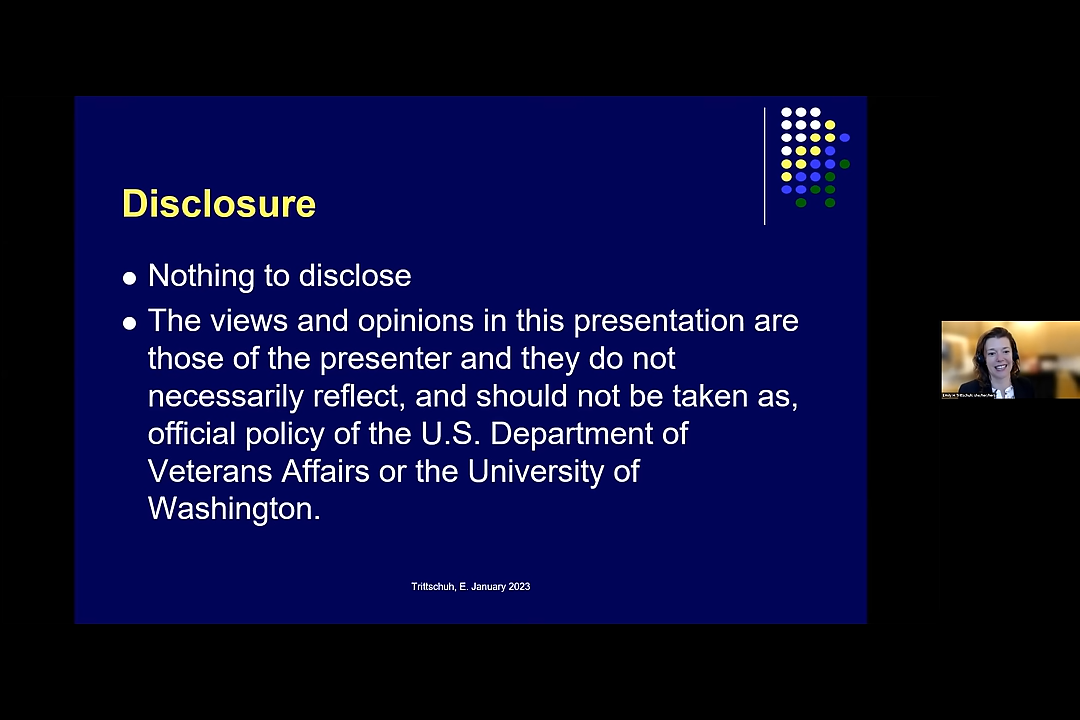 Disclosure
Nothing to disclose
The views and opinions in this presentation are
those of the presenter and they do not
necessarily reflect, and should not be taken as,
official policy of the U.S. Department of
Veterans Affairs or the University of
Washington.
Trittschuh, E. January 2023